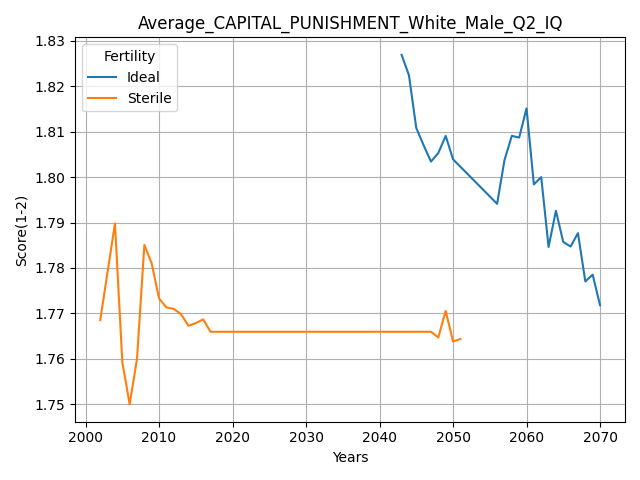 Average_CAPITAL_PUNISHMENT_White_Male_Q2_IQ
1.83
1.82
1.81
1.80
1.79
1.78
1.77
1.76
1.75
Score(1-2)
Fertility
Ideal
Sterile
2000 2010 2020 2030 2040 2050 2060 2070
Years